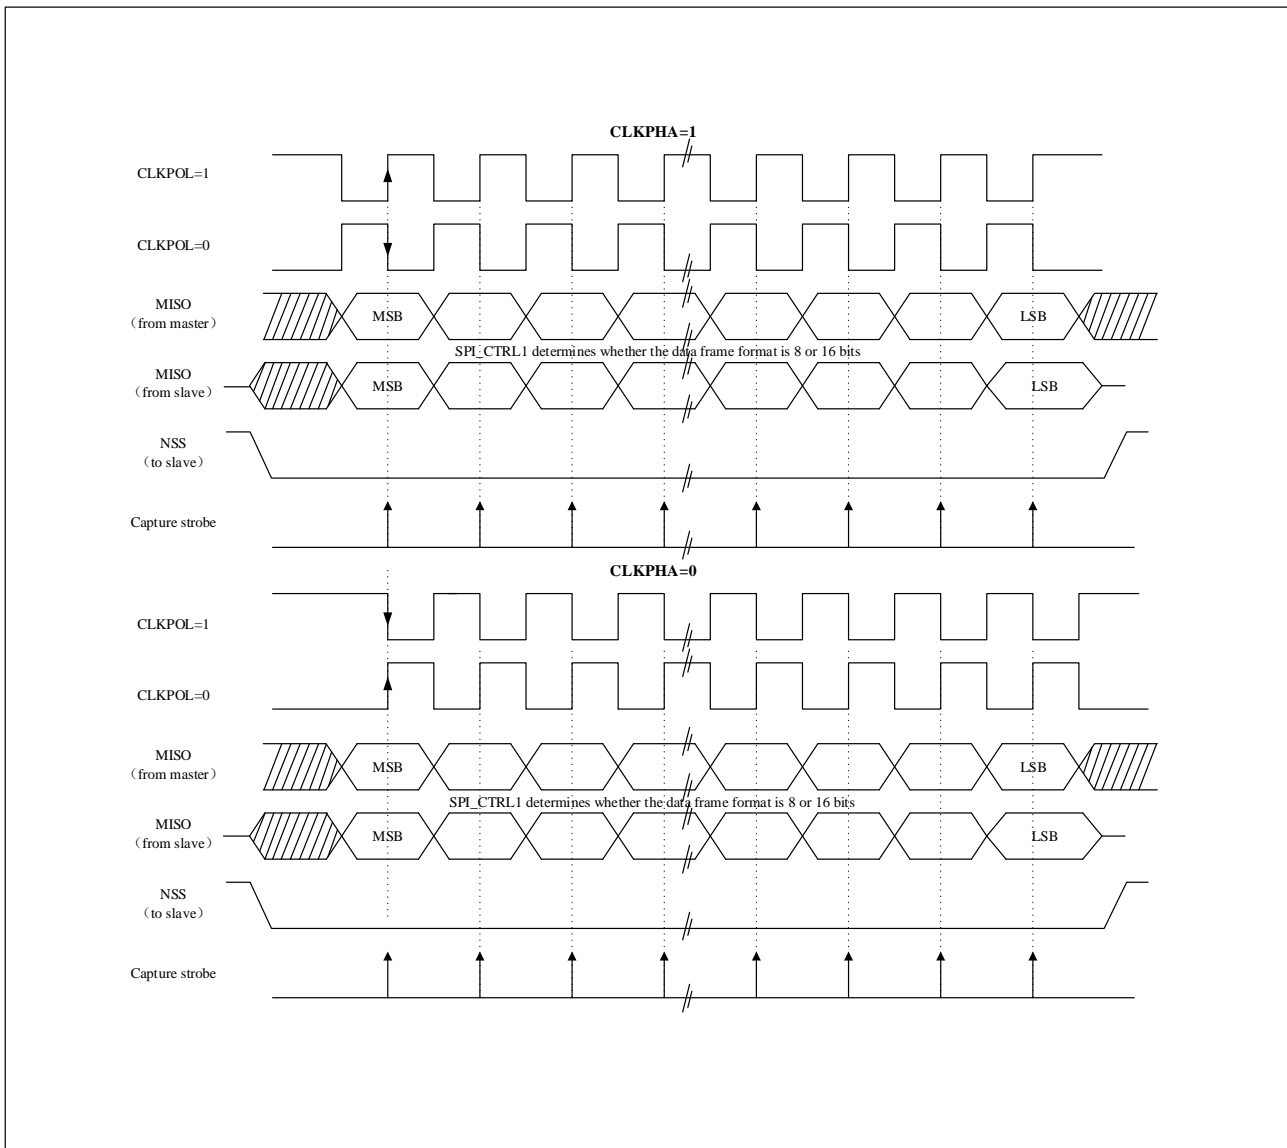 CLKPHA=1
CLKPOL=1
CLKPOL=0
MISO
（from master）
MSB
LSB
SPI_CTRL1 determines whether the data frame format is 8 or 16 bits
MISO
（from slave）
MSB
LSB
NSS
（to slave）
Capture strobe
CLKPHA=0
CLKPOL=1
CLKPOL=0
MISO
（from master）
MSB
LSB
SPI_CTRL1 determines whether the data frame format is 8 or 16 bits
MISO
（from slave）
MSB
LSB
NSS
（to slave）
Capture strobe